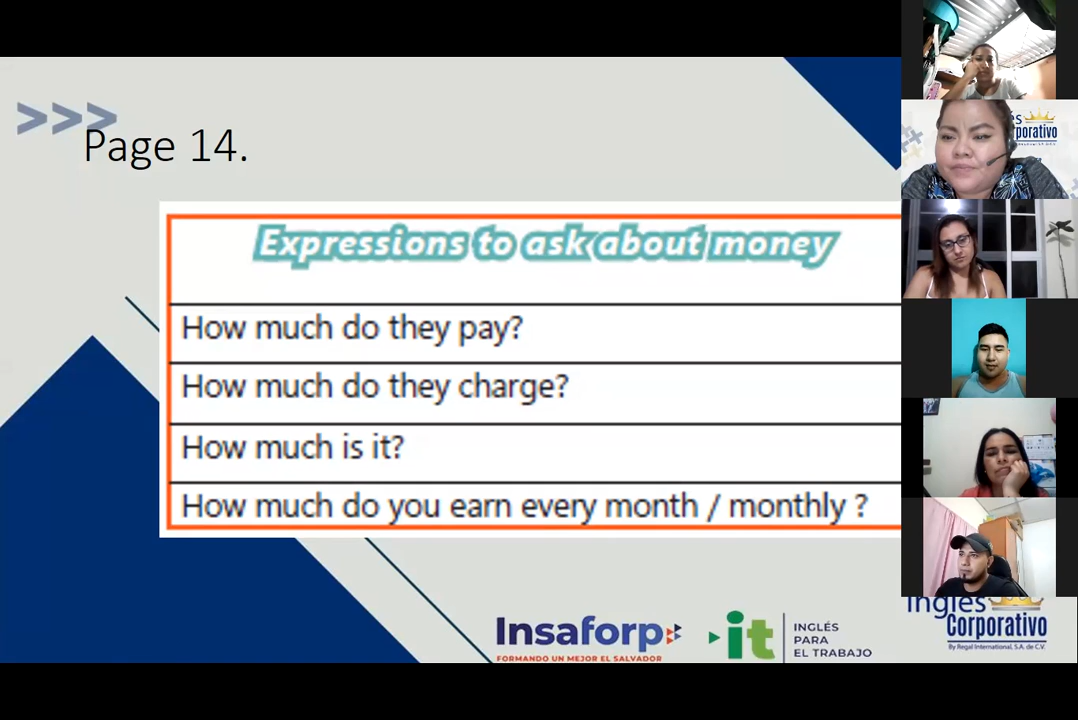 >>>
Page 14.
Expressions to ask about money
How much do they pay?
How much do they charge?
How much is it?
How much do you earn every month / monthly ?
Insaforp
FORMANDO UN MEJOR EL SALVADOR
it
INGLÉS
PARA
EL TRABAJO
Inglés
Corporativo
By Regal International, S.A. de C.V.
porativo